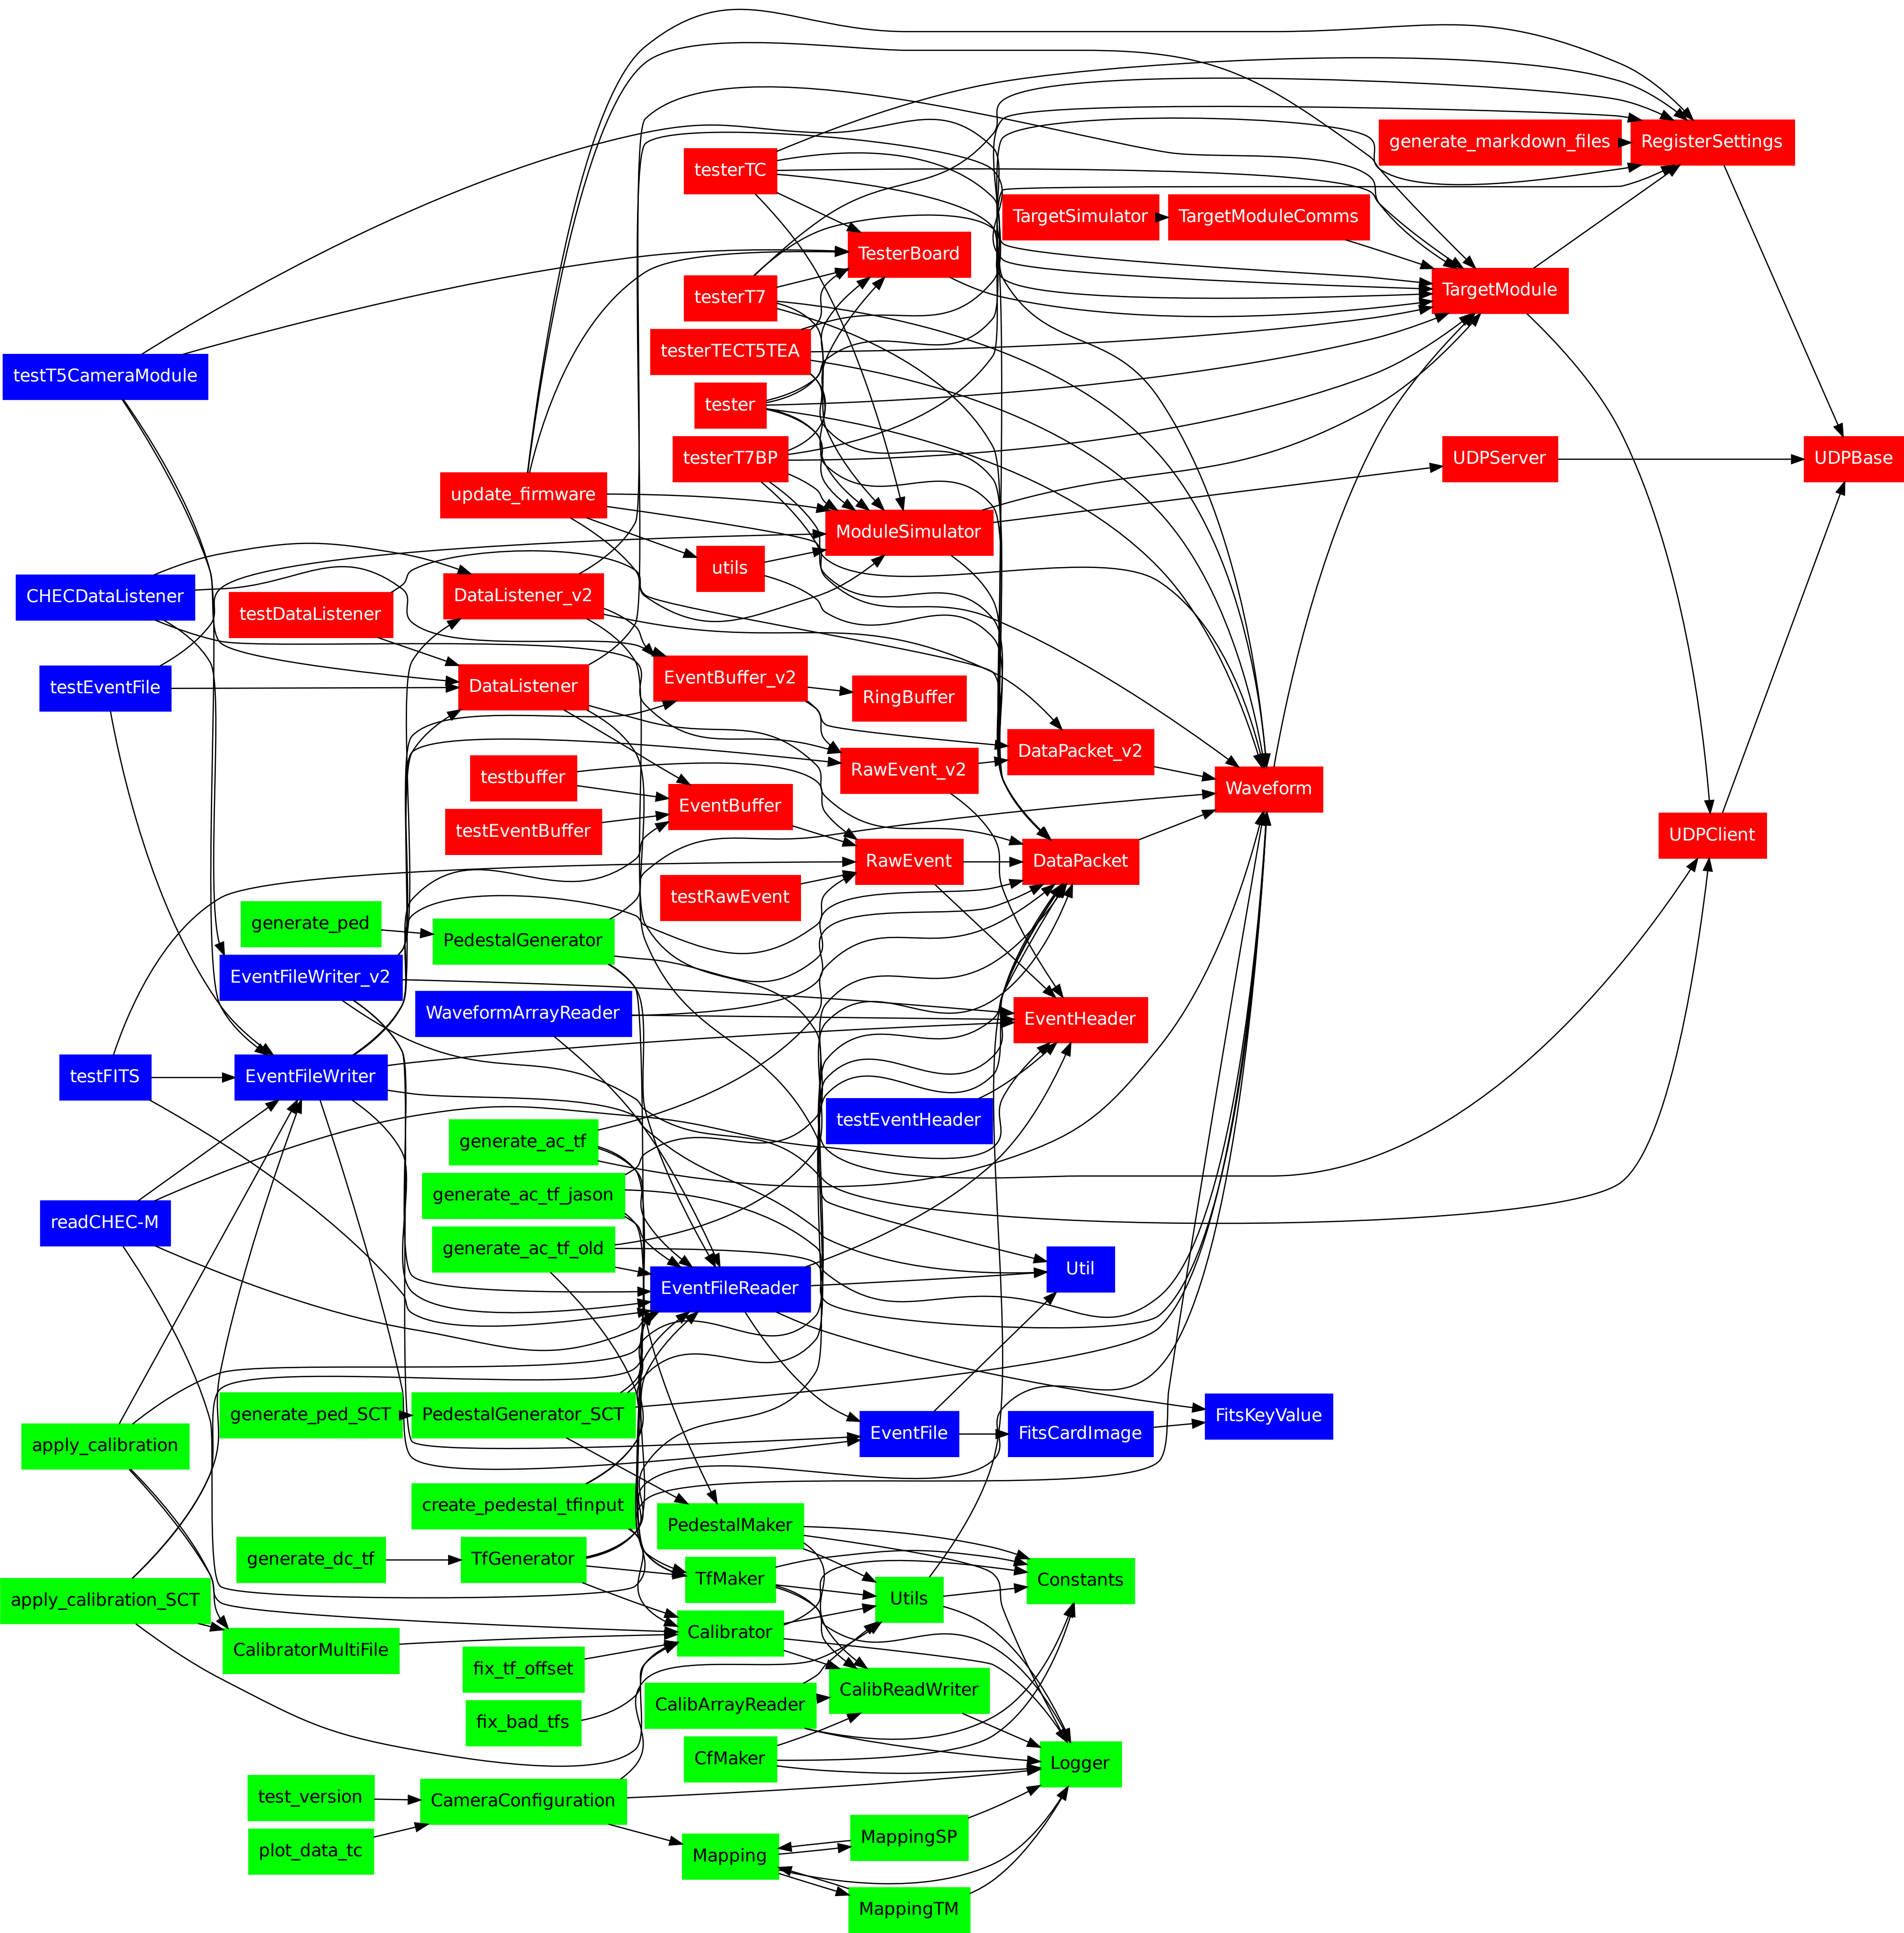 generate_markdown_files
RegisterSettings
testerTC
TargetSimulator
TargetModuleComms
TesterBoard
testerT7
TargetModule
testerTECT5TEA
testT5CameraModule
tester
testerT7BP
UDPServer
UDPBase
update_firmware
ModuleSimulator
utils
CHECDataListener
DataListener_v2
testDataListener
testEventFile
DataListener
EventBuffer_v2
RingBuffer
DataPacket_v2
testbuffer
RawEvent_v2
Waveform
EventBuffer
testEventBuffer
UDPClient
RawEvent
DataPacket
testRawEvent
generate_ped
PedestalGenerator
EventFileWriter_v2
WaveformArrayReader
EventHeader
testFITS
EventFileWriter
testEventHeader
generate_ac_tf
generate_ac_tf_jason
readCHEC-M
generate_ac_tf_old
Util
EventFileReader
generate_ped_SCT
PedestalGenerator_SCT
FitsKeyValue
apply_calibration
EventFile
FitsCardImage
create_pedestal_tfinput
PedestalMaker
generate_dc_tf
TfGenerator
TfMaker
Constants
apply_calibration_SCT
Utils
Calibrator
CalibratorMultiFile
fix_tf_offset
CalibReadWriter
CalibArrayReader
fix_bad_tfs
CfMaker
Logger
test_version
CameraConfiguration
plot_data_tc
MappingSP
Mapping
MappingTM